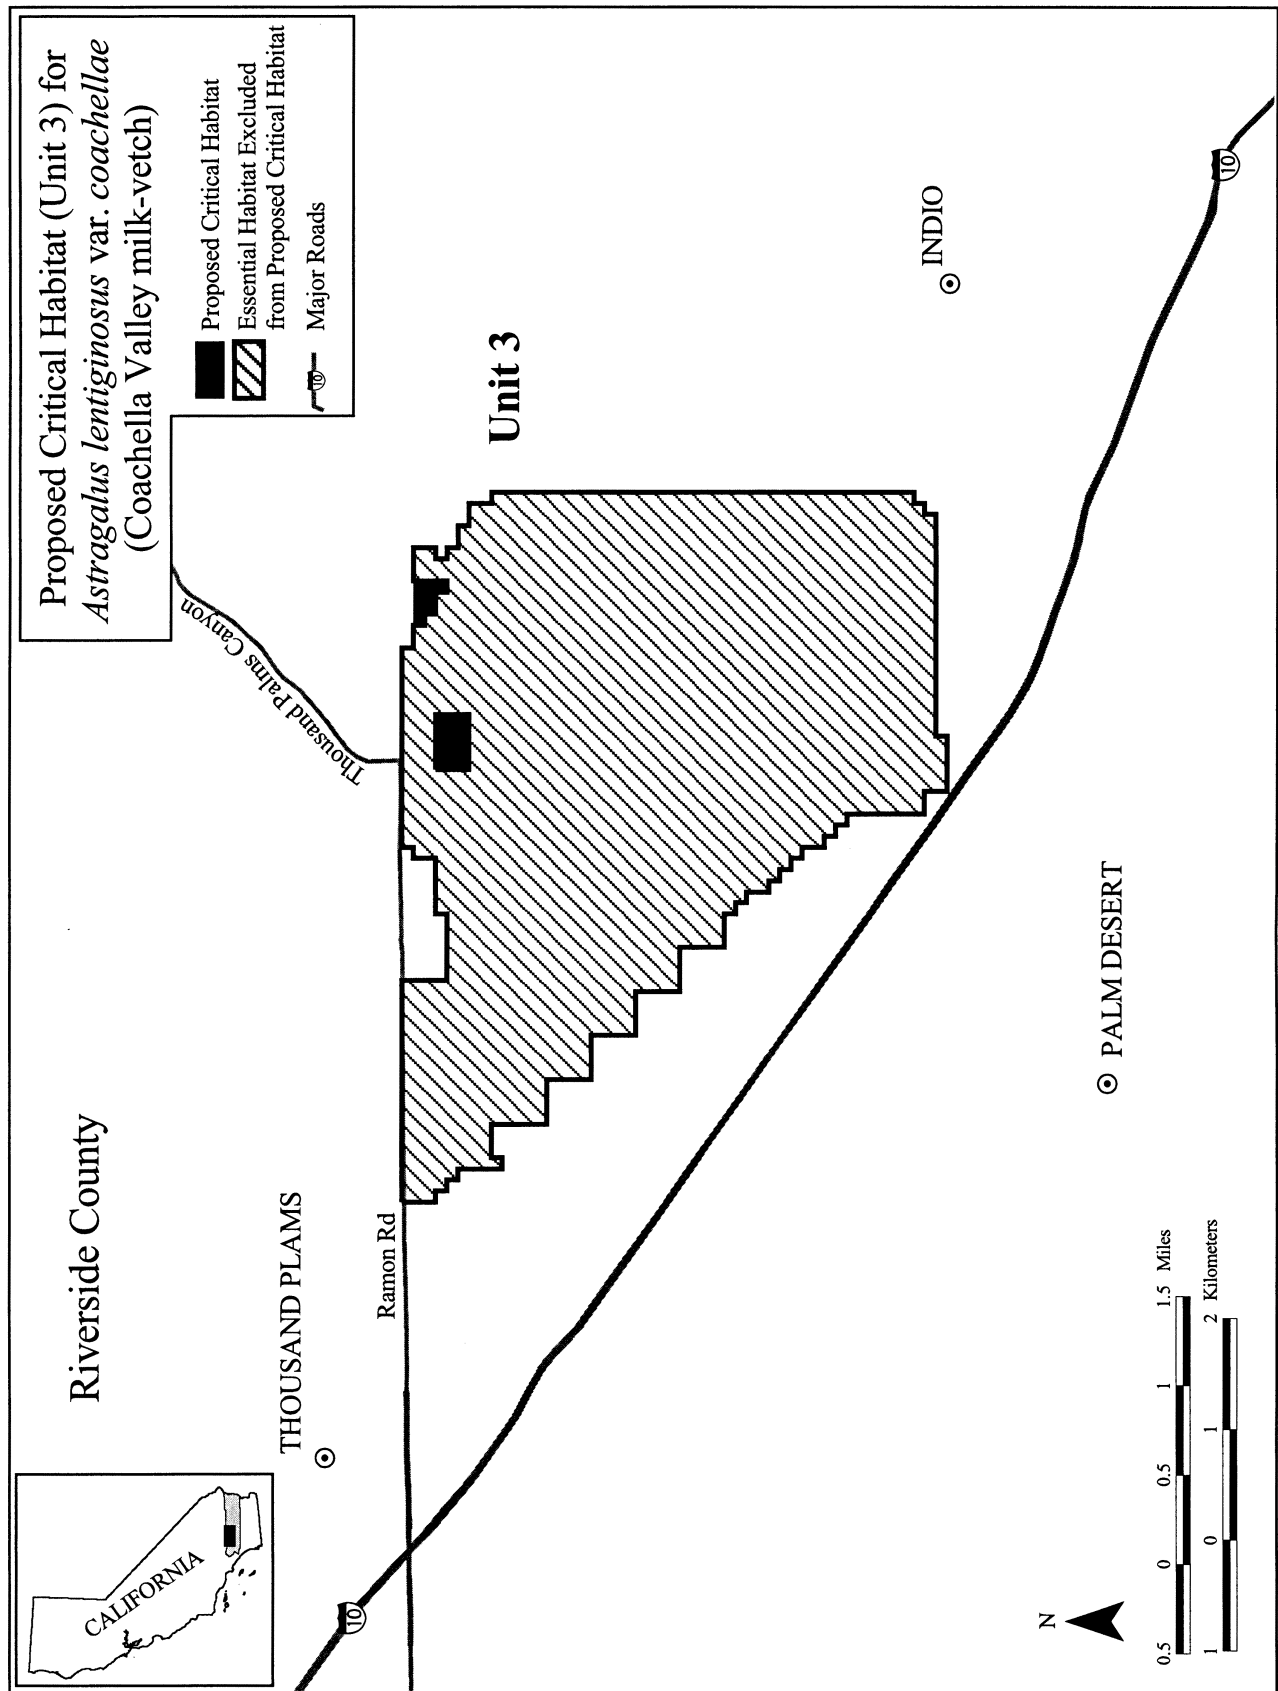 Proposed Critical Habitat (Unit 3) for
Astragalus lentiginosus var. coachellae
(Coachella Valley milk-vetch)
Proposed Critical Habitat
Essential Habitat Excluded
from Proposed Critical Habitat
10
Major Roads
CALIFORNIA
Riverside County
THOUSAND PLAMS
10
Ramon Rd
Thousand Palms Canyon
Unit 3
INDIO
10
PALM DESERT
N
0.5 0 0.5 1 1.5 Miles
1 0 1 2 Kilometers